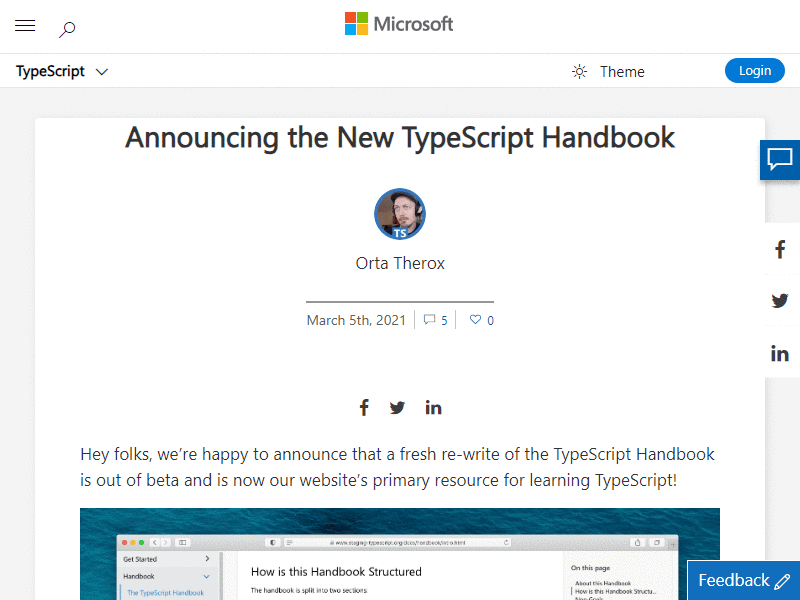 Microsoft
TypeScript
Theme
Login
Announcing the New TypeScript Handbook
TS
Orta Therox
March 5th, 2021
5
0
Hey folks, we’re happy to announce that a fresh re-write of the TypeScript Handbook
is out of beta and is now our website’s primary resource for learning TypeScript!
www.staging-typescript.org/docs/handbook/intro.html
Get Started
How is this Handbook Structured
On this page
Handbook
About this Handbook
The handbook is split into two sections:
How is this Handbook Structu...
The TypeScript Handbook
Non-Goals
Feedback